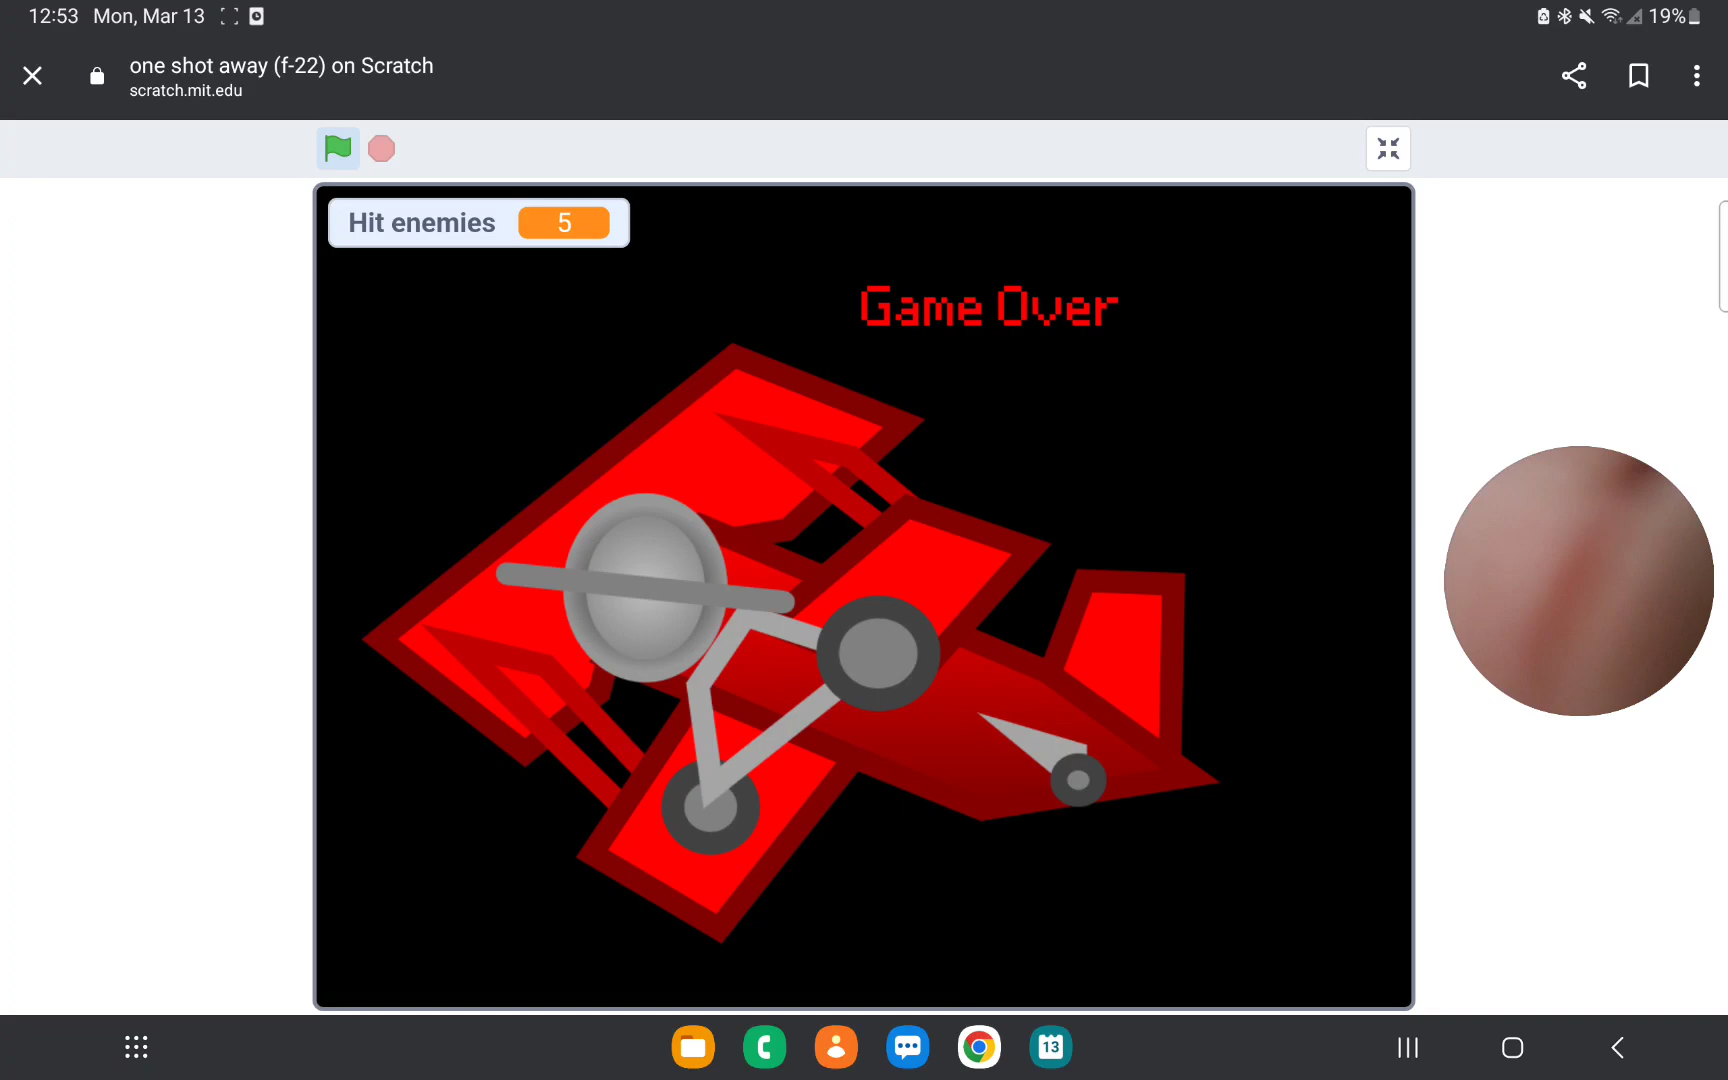 12:53 Mon, Mar 13
19%
one shot away (f-22) on Scratch
scratch.mit.edu
Hit enemies 5
Game Over
13